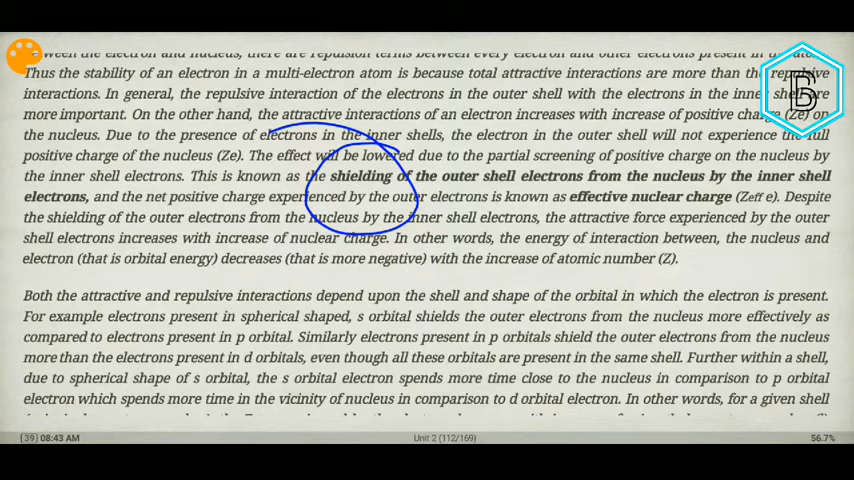 between the electron and nucleus, there are repulsion terms between every electron and other electrons present in the atom.
Thus the stability of an electron in a multi-electron atom is because total attractive interactions are more than the repulsive
interactions. In general, the repulsive interaction of the electrons in the outer shell with the electrons in the inner shell are
more important. On the other hand, the attractive interactions of an electron increases with increase of positive charge (Ze) on
the nucleus. Due to the presence of electrons in the inner shells, the electron in the outer shell will not experience the full
positive charge of the nucleus (Ze). The effect will be lowered due to the partial screening of positive charge on the nucleus by
the inner shell electrons. This is known as the shielding of the outer shell electrons from the nucleus by the inner shell
electrons, and the net positive charge experienced by the outer electrons is known as effective nuclear charge (Zeff e). Despite
the shielding of the outer electrons from the nucleus by the inner shell electrons, the attractive force experienced by the outer
shell electrons increases with increase of nuclear charge. In other words, the energy of interaction between, the nucleus and
electron (that is orbital energy) decreases (that is more negative) with the increase of atomic number (Z).
Both the attractive and repulsive interactions depend upon the shell and shape of the orbital in which the electron is present.
For example electrons present in spherical shaped, s orbital shields the outer electrons from the nucleus more effectively as
compared to electrons present in p orbital. Similarly electrons present in p orbitals shield the outer electrons from the nucleus
more than the electrons present in d orbitals, even though all these orbitals are present in the same shell. Further within a shell,
due to spherical shape of s orbital, the s orbital electron spends more time close to the nucleus in comparison to p orbital
electron which spends more time in the vicinity of nucleus in comparison to d orbital electron. In other words, for a given shell
B
[39] 08:43 AM
Unit 2 (112/169)
56.7%